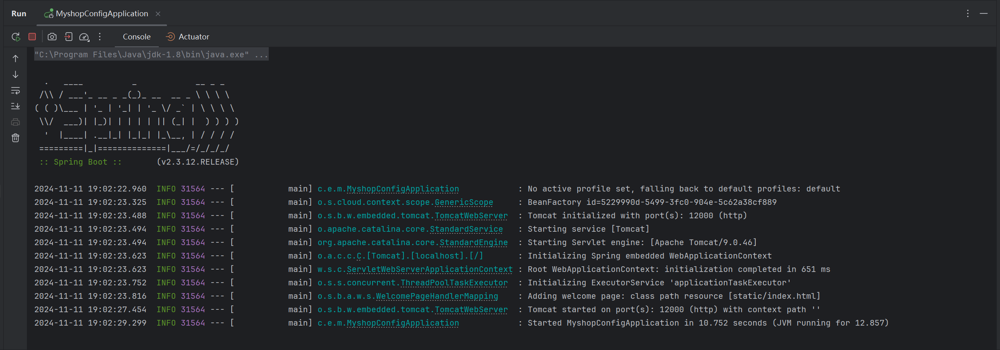 Run MyshopConfigApplication
Console Actuator
"C:\Program Files\Java\jdk-1.8\bin\java.exe" ...
  .   ____          _            __ _ _
 /\\ / ___'_ __ _ _(_)_ __  __ _ \ \ \ \
( ( )\___ | '_ | '_| | '_ \/ _` | \ \ \ \
 \\/  ___)| |_)| | | | | || (_| |  ) ) ) )
  '  |____| .__|_| |_|_| |_\__, | / / / /
 =========|_|==============|___/=/_/_/_/
 :: Spring Boot ::       (v2.3.12.RELEASE)
2024-11-11 19:02:22.960  INFO 31564 --- [           main] c.e.m.MyshopConfigApplication            : No active profile set, falling back to default profiles: default
2024-11-11 19:02:23.325  INFO 31564 --- [           main] o.s.cloud.context.scope.GenericScope     : BeanFactory id=5229990d-5499-3fc0-904e-5c62a38cf889
2024-11-11 19:02:23.488  INFO 31564 --- [           main] o.s.b.w.embedded.tomcat.TomcatWebServer  : Tomcat initialized with port(s): 12000 (http)
2024-11-11 19:02:23.494  INFO 31564 --- [           main] o.apache.catalina.core.StandardService   : Starting service [Tomcat]
2024-11-11 19:02:23.494  INFO 31564 --- [           main] org.apache.catalina.core.StandardEngine  : Starting Servlet engine: [Apache Tomcat/9.0.46]
2024-11-11 19:02:23.623  INFO 31564 --- [           main] o.a.c.c.C.[Tomcat].[localhost].[/]       : Initializing Spring embedded WebApplicationContext
2024-11-11 19:02:23.623  INFO 31564 --- [           main] w.s.c.ServletWebServerApplicationContext : Root WebApplicationContext: initialization completed in 651 ms
2024-11-11 19:02:23.752  INFO 31564 --- [           main] o.s.s.concurrent.ThreadPoolTaskExecutor  : Initializing ExecutorService 'applicationTaskExecutor'
2024-11-11 19:02:23.816  INFO 31564 --- [           main] o.s.b.a.w.s.WelcomePageHandlerMapping    : Adding welcome page: class path resource [static/index.html]
2024-11-11 19:02:27.454  INFO 31564 --- [           main] o.s.b.w.embedded.tomcat.TomcatWebServer  : Tomcat started on port(s): 12000 (http) with context path ''
2024-11-11 19:02:29.299  INFO 31564 --- [           main] c.e.m.MyshopConfigApplication            : Started MyshopConfigApplication in 10.752 seconds (JVM running for 12.857)